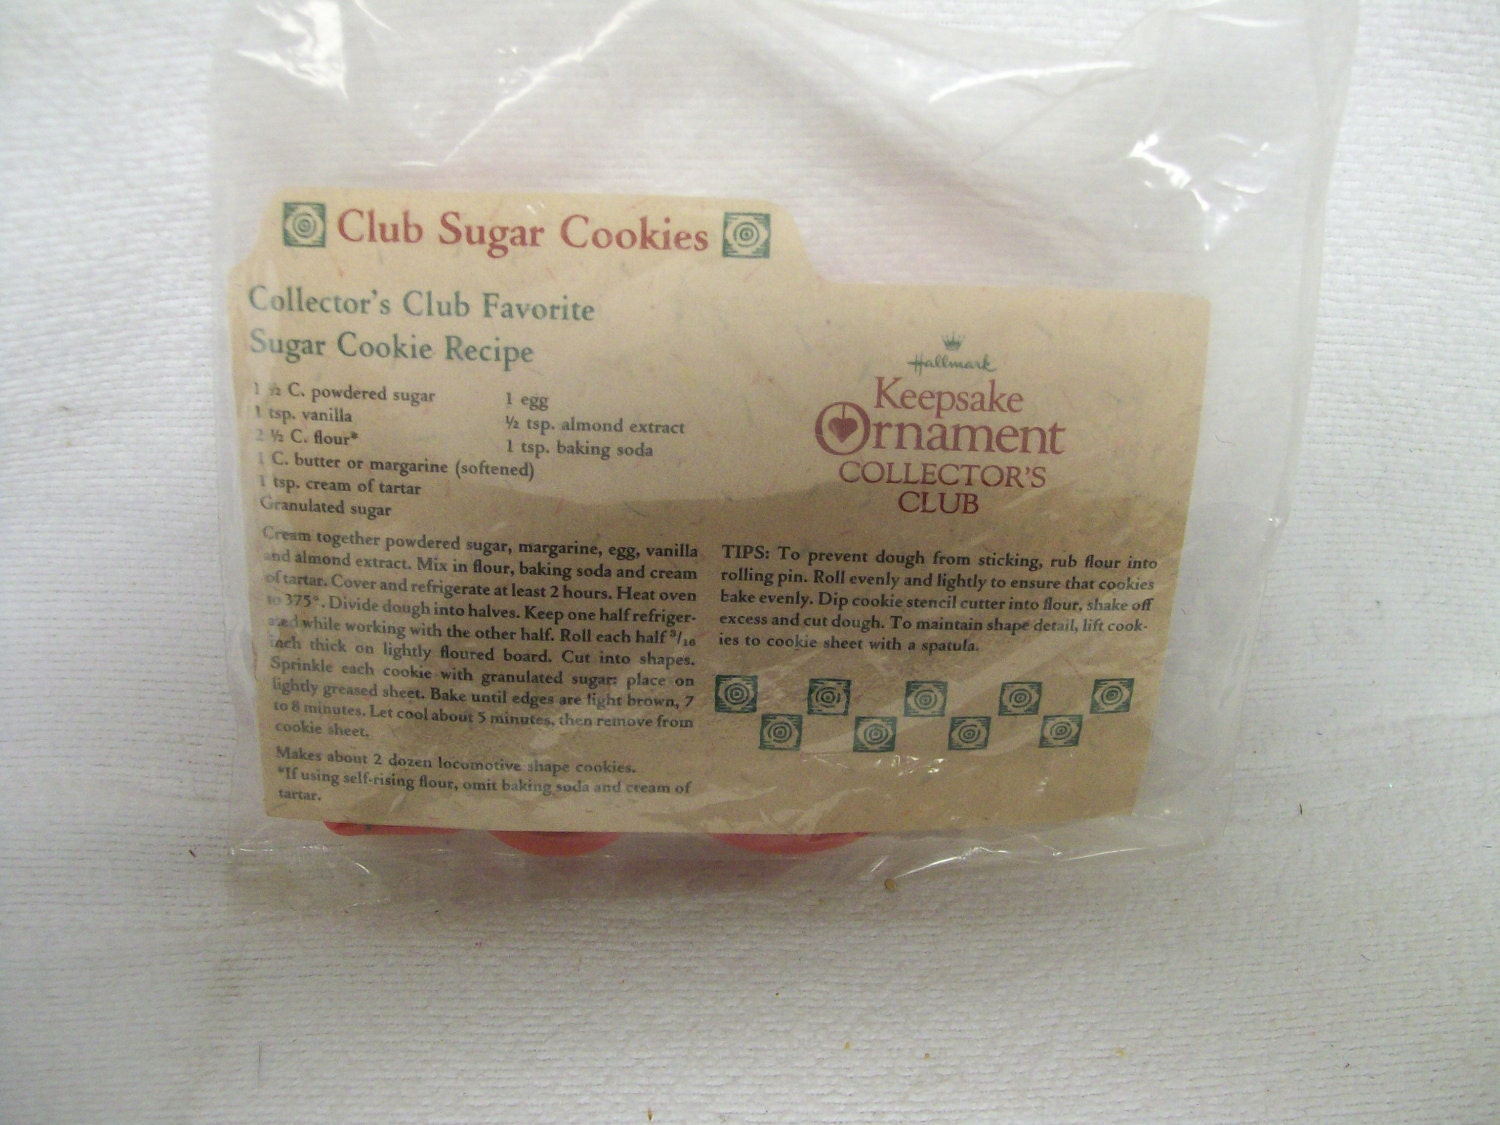 Club Sugar Cookies
Collector's Club Favorite
Sugar Cookie Recipe
1 ½ C. powdered sugar
1 tsp. vanilla
2 ½ C. flour*
1 C. butter or margarine (softened)
1 tsp. cream of tartar
Granulated sugar
1 egg
½ tsp. almond extract
1 tsp. baking soda
Cream together powdered sugar, margarine, egg, vanilla
and almond extract. Mix in flour, baking soda and cream
of tartar. Cover and refrigerate at least 2 hours. Heat oven
to 375°. Divide dough into halves. Keep one half refriger-
ated while working with the other half. Roll each half 3/16
inch thick on lightly floured board. Cut into shapes.
Sprinkle each cookie with granulated sugar: place on
lightly greased sheet. Bake until edges are light brown, 7
to 8 minutes. Let cool about 5 minutes, then remove from
cookie sheet.
Makes about 2 dozen locomotive shape cookies.
*If using self-rising flour, omit baking soda and cream of
tartar.
Hallmark
Keepsake
Ornament
COLLECTOR'S
CLUB
TIPS: To prevent dough from sticking, rub flour into
rolling pin. Roll evenly and lightly to ensure that cookies
bake evenly. Dip cookie stencil cutter into flour, shake off
excess and cut dough. To maintain shape detail, lift cook-
ies to cookie sheet with a spatula.